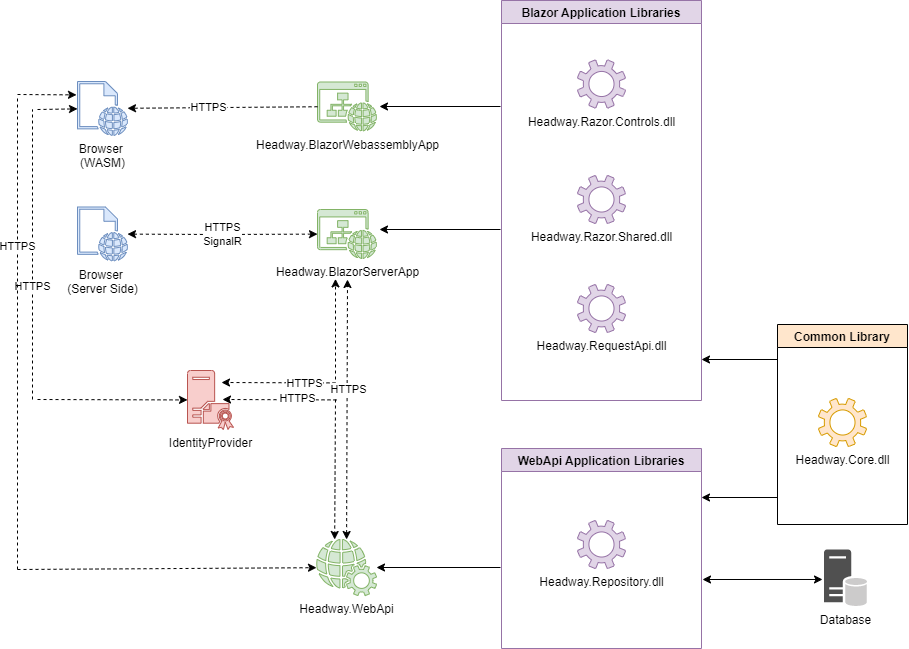 Blazor Application Libraries
Headway.Razor.Controls.dll
Headway.Razor.Shared.dll
Headway.RequestApi.dll
HTTPS
Browser
(WASM)
Headway.BlazorWebassemblyApp
HTTPS
SignalR
Browser
(Server Side)
Headway.BlazorServerApp
HTTPS
HTTPS
HTTPS
HTTPS
HTTPS
IdentityProvider
Common Library
Headway.Core.dll
WebApi Application Libraries
Headway.Repository.dll
Headway.WebApi
Database